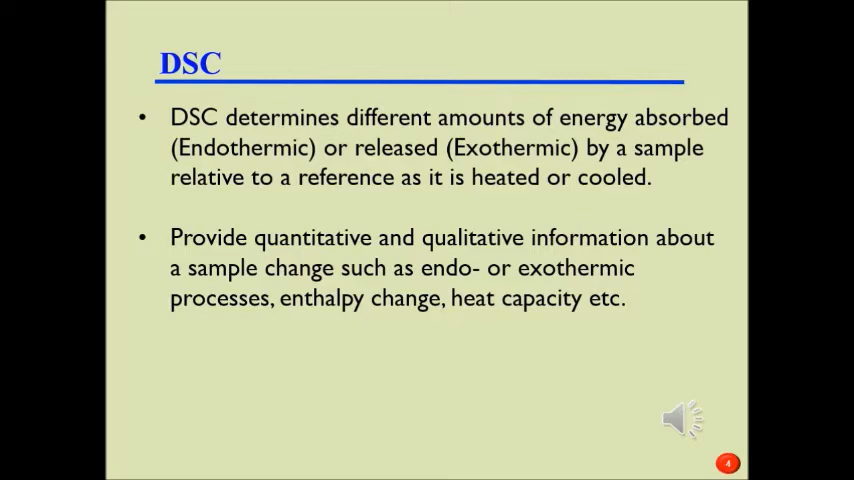 DSC
• DSC determines different amounts of energy absorbed
(Endothermic) or released (Exothermic) by a sample
relative to a reference as it is heated or cooled.
• Provide quantitative and qualitative information about
a sample change such as endo- or exothermic
processes, enthalpy change, heat capacity etc.
4